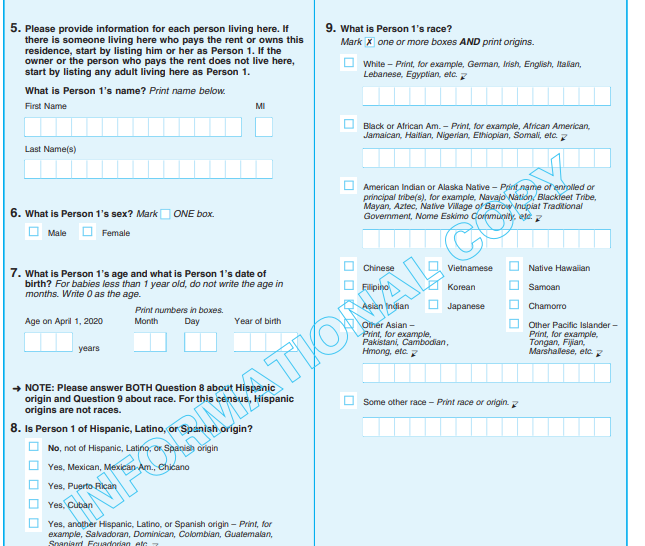 5. Please provide information for each person living here. If
there is someone living here who pays the rent or owns this
residence, start by listing him or her as Person 1. If the
owner or the person who pays the rent does not live here,
start by listing any adult living here as Person 1.
What is Person 1's name? Print name below.
First Name MI
Last Name(s)
6. What is Person 1's sex? Mark ONE box.
Male Female
7. What is Person 1's age and what is Person 1's date of
birth? For babies less than 1 year old, do not write the age in
months. Write 0 as the age.
Print numbers in boxes.
Age on April 1, 2020 Month Day Year of birth
years
→ NOTE: Please answer BOTH Question 8 about Hispanic
origin and Question 9 about race. For this census, Hispanic
origins are not races.
8. Is Person 1 of Hispanic, Latino, or Spanish origin?
No, not of Hispanic, Latino, or Spanish origin
Yes, Mexican, Mexican Am., Chicano
Yes, Puerto Rican
Yes, Cuban
Yes, another Hispanic, Latino, or Spanish origin – Print, for
example, Salvadoran, Dominican, Colombian, Guatemalan,
Spaniard, Ecuadorian, etc.
9. What is Person 1's race?
Mark X one or more boxes AND print origins.
White – Print, for example, German, Irish, English, Italian,
Lebanese, Egyptian, etc.
Black or African Am. – Print, for example, African American,
Jamaican, Haitian, Nigerian, Ethiopian, Somali, etc.
American Indian or Alaska Native – Print name of enrolled or
principal tribe(s), for example, Navajo Nation, Blackfeet Tribe,
Mayan, Aztec, Native Village of Barrow Inupiat Traditional
Government, Nome Eskimo Community, etc.
Chinese Vietnamese Native Hawaiian
Filipino Korean Samoan
Asian Indian Japanese Chamorro
Other Asian –
Print, for example,
Pakistani, Cambodian,
Hmong, etc.
Other Pacific Islander –
Print, for example,
Tongan, Fijian,
Marshallese, etc.
Some other race – Print race or origin.
INFORMATIONAL COPY